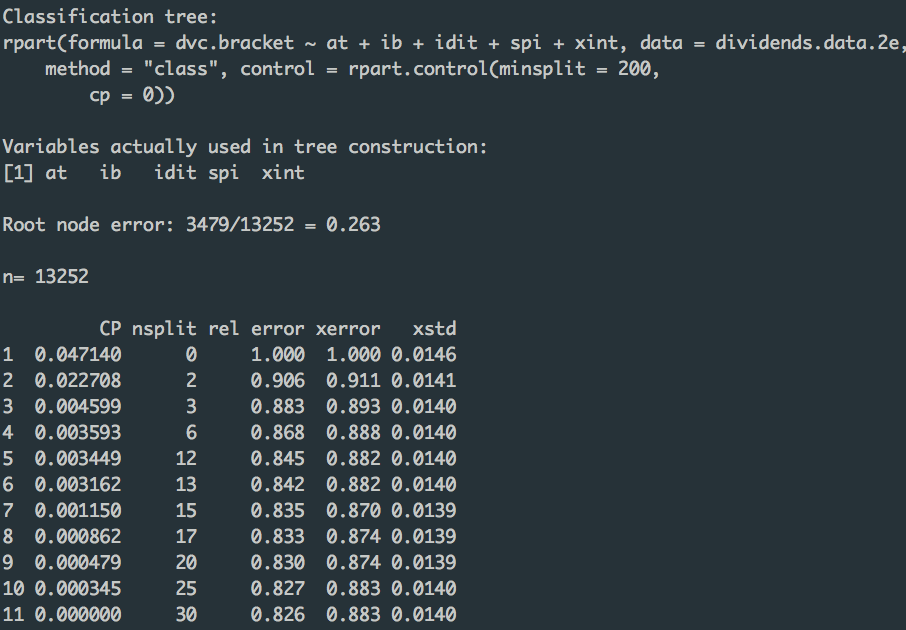 Classification tree:
rpart(formula = dvc.bracket ~ at + ib + idit + spi + xint, data = dividends.data.2e,
    method = "class", control = rpart.control(minsplit = 200,
        cp = 0))

Variables actually used in tree construction:
[1] at   ib   idit spi  xint

Root node error: 3479/13252 = 0.263

n= 13252

         CP nsplit rel error xerror   xstd
1  0.047140      0     1.000  1.000 0.0146
2  0.022708      2     0.906  0.911 0.0141
3  0.004599      3     0.883  0.893 0.0140
4  0.003593      6     0.868  0.888 0.0140
5  0.003449     12     0.845  0.882 0.0140
6  0.003162     13     0.842  0.882 0.0140
7  0.001150     15     0.835  0.870 0.0139
8  0.000862     17     0.833  0.874 0.0139
9  0.000479     20     0.830  0.874 0.0139
10 0.000345     25     0.827  0.883 0.0140
11 0.000000     30     0.826  0.883 0.0140